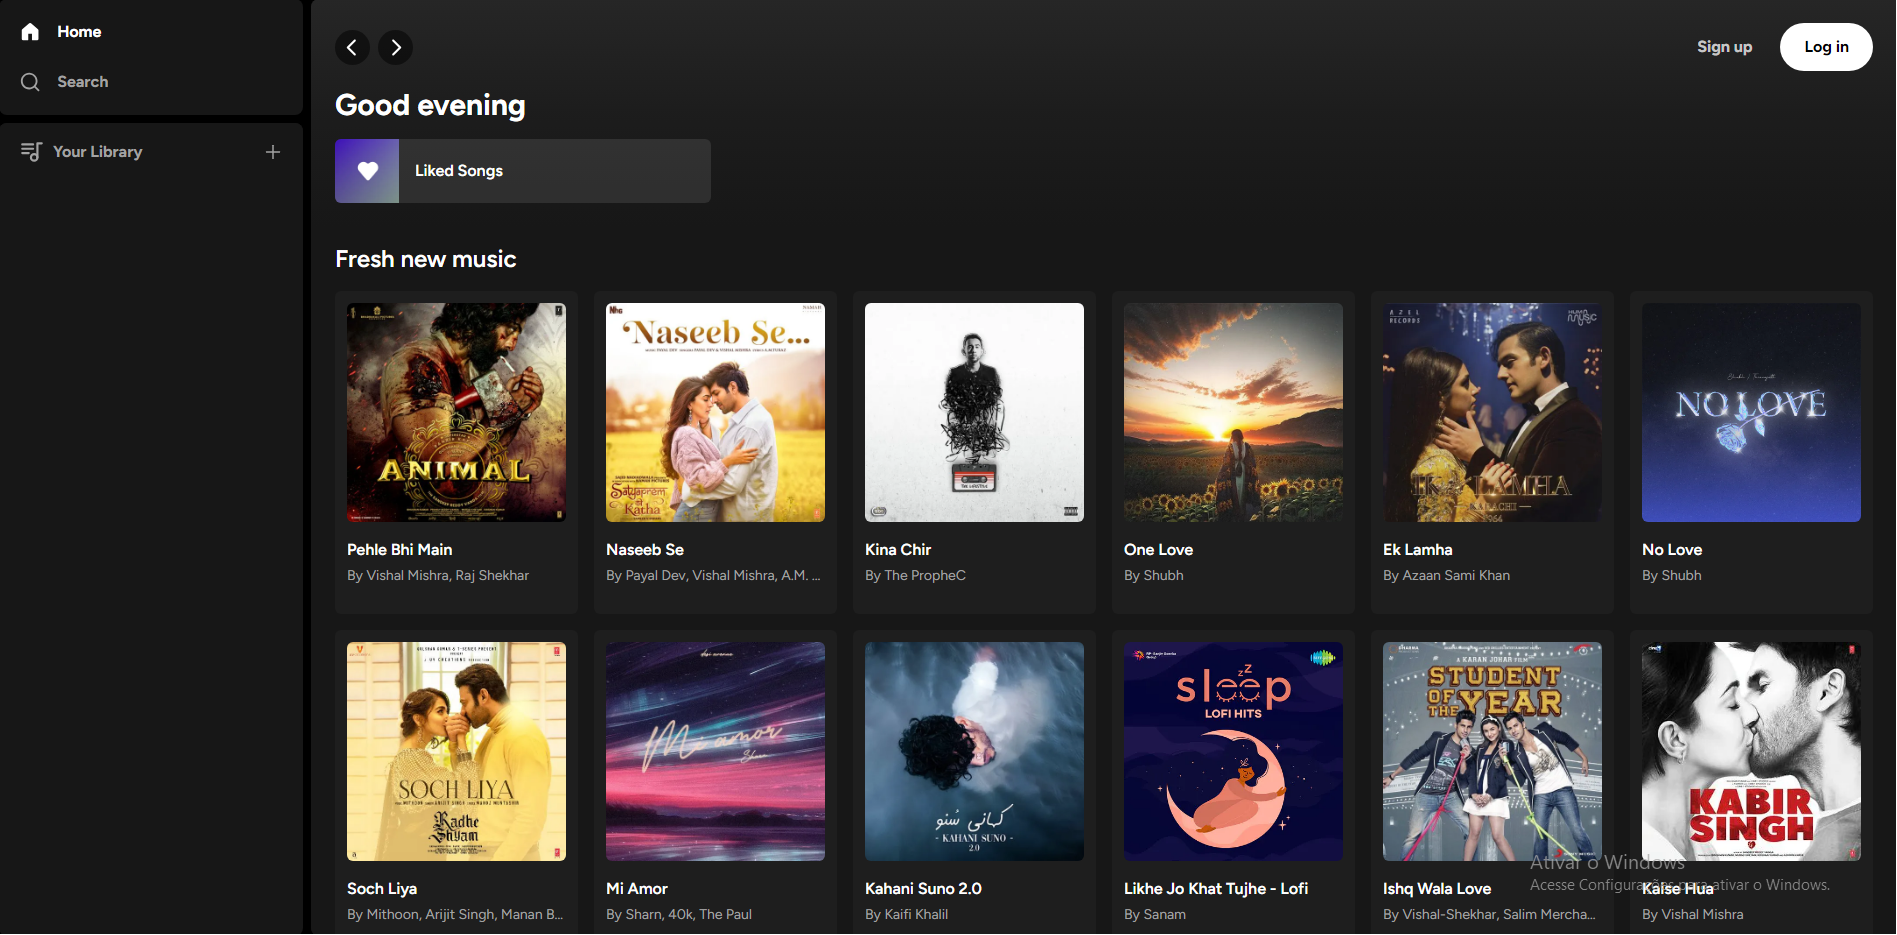 Home
Search
Your Library
Sign up
Log in
Good evening
Liked Songs
Fresh new music
ANIMAL
Naseeb Se...
Satyaprem
Ki
Katha
AZEL
RECORDS
MUSIC
LAMHA
NO LOVE
Pehle Bhi Main
By Vishal Mishra, Raj Shekhar
Naseeb Se
By Payal Dev, Vishal Mishra, A.M. ...
Kina Chir
By The PropheC
One Love
By Shubh
Ek Lamha
By Azaan Sami Khan
No Love
By Shubh
SOCH LIYA
Radhe
Shyam
Mi amor
کہانی سُنو
- KAHANI SUNO -
2.0
sleep
LOFI HITS
A KARAN JOHAR FILM
STUDENT
OF THE YEAR
KABIR
SINGH
Soch Liya
By Mithoon, Arijit Singh, Manan B...
Mi Amor
By Sharn, 40k, The Paul
Kahani Suno 2.0
By Kaifi Khalil
Likhe Jo Khat Tujhe - Lofi
By Sanam
Ishq Wala Love
By Vishal-Shekhar, Salim Mercha...
Kaise Hua
By Vishal Mishra
Ativar o Windows
Acesse Configurações para ativar o Windows.